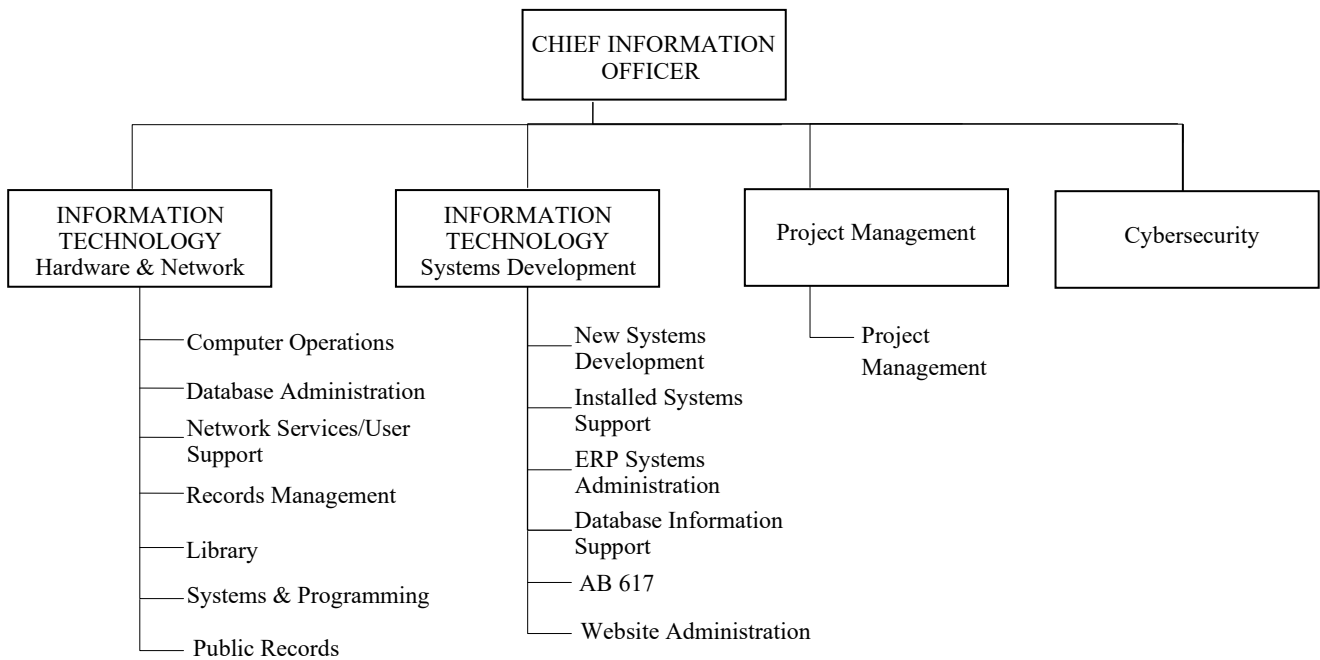 CHIEF INFORMATION
OFFICER
INFORMATION
TECHNOLOGY
Hardware & Network
INFORMATION
TECHNOLOGY
Systems Development
Project Management
Cybersecurity
Computer Operations
Database Administration
Network Services/User
Support
Records Management
Library
Systems & Programming
Public Records
New Systems
Development
Installed Systems
Support
ERP Systems
Administration
Database Information
Support
AB 617
Website Administration
Project
Management